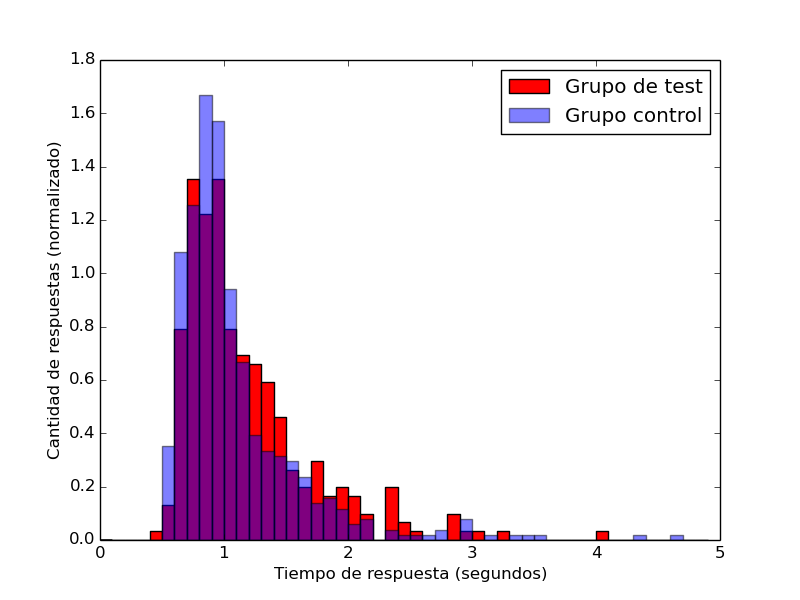 1.8
1.6
1.4
1.2
1.0
0.8
0.6
0.4
0.2
0.0
Cantidad de respuestas (normalizado)
Grupo de test
Grupo control
0 1 2 3 4 5
Tiempo de respuesta (segundos)